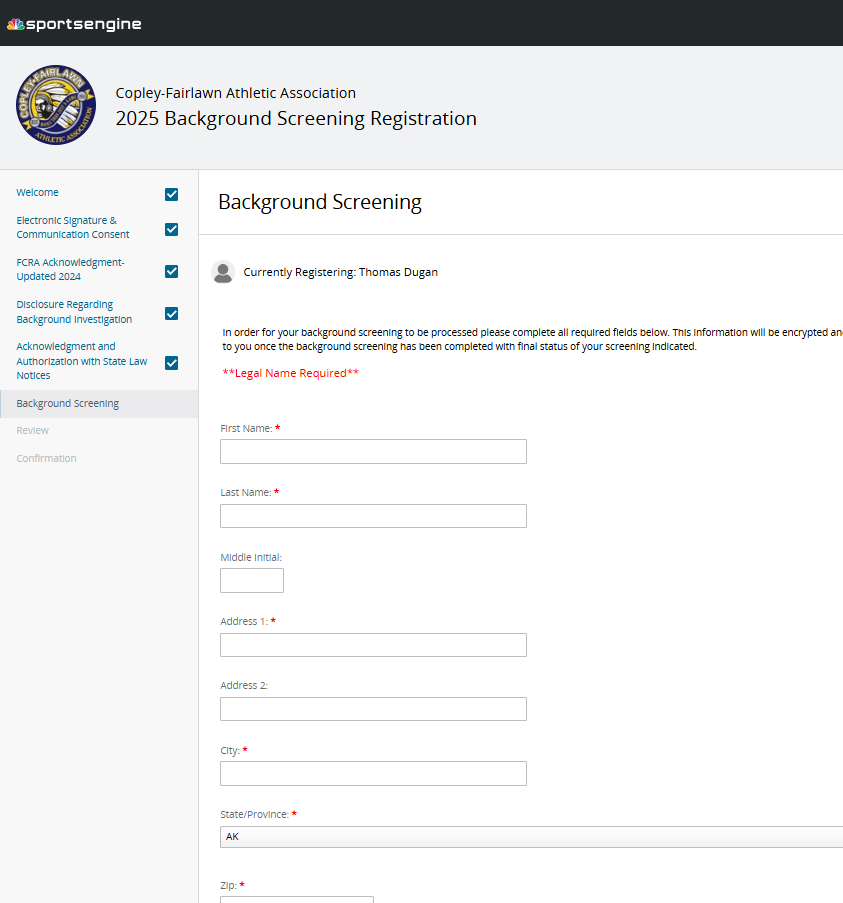 sportsengine
COPLEY-FAIRLAWN
ATHLETIC ASSOCIATION
Copley-Fairlawn Athletic Association
2025 Background Screening Registration
Welcome
Electronic Signature &
Communication Consent
FCRA Acknowledgment-
Updated 2024
Disclosure Regarding
Background Investigation
Acknowledgment and
Authorization with State Law
Notices
Background Screening
Review
Confirmation
Background Screening
Currently Registering: Thomas Dugan
In order for your background screening to be processed please complete all required fields below. This information will be encrypted an
to you once the background screening has been completed with final status of your screening indicated.
**Legal Name Required**
First Name: *
Last Name: *
Middle Initial:
Address 1: *
Address 2:
City: *
State/Province: *
AK
Zip: *